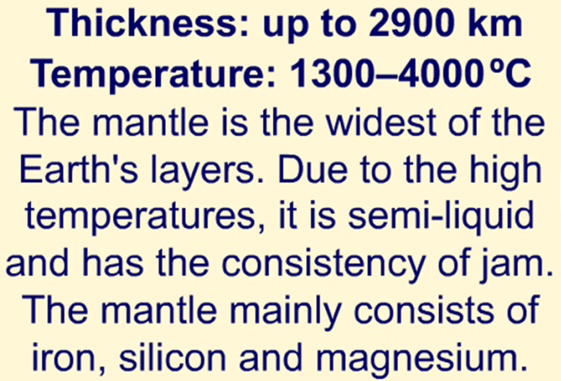 Thickness: up to 2900 km
Temperature: 1300–4000 ºC
The mantle is the widest of the
Earth's layers. Due to the high
temperatures, it is semi-liquid
and has the consistency of jam.
The mantle mainly consists of
iron, silicon and magnesium.